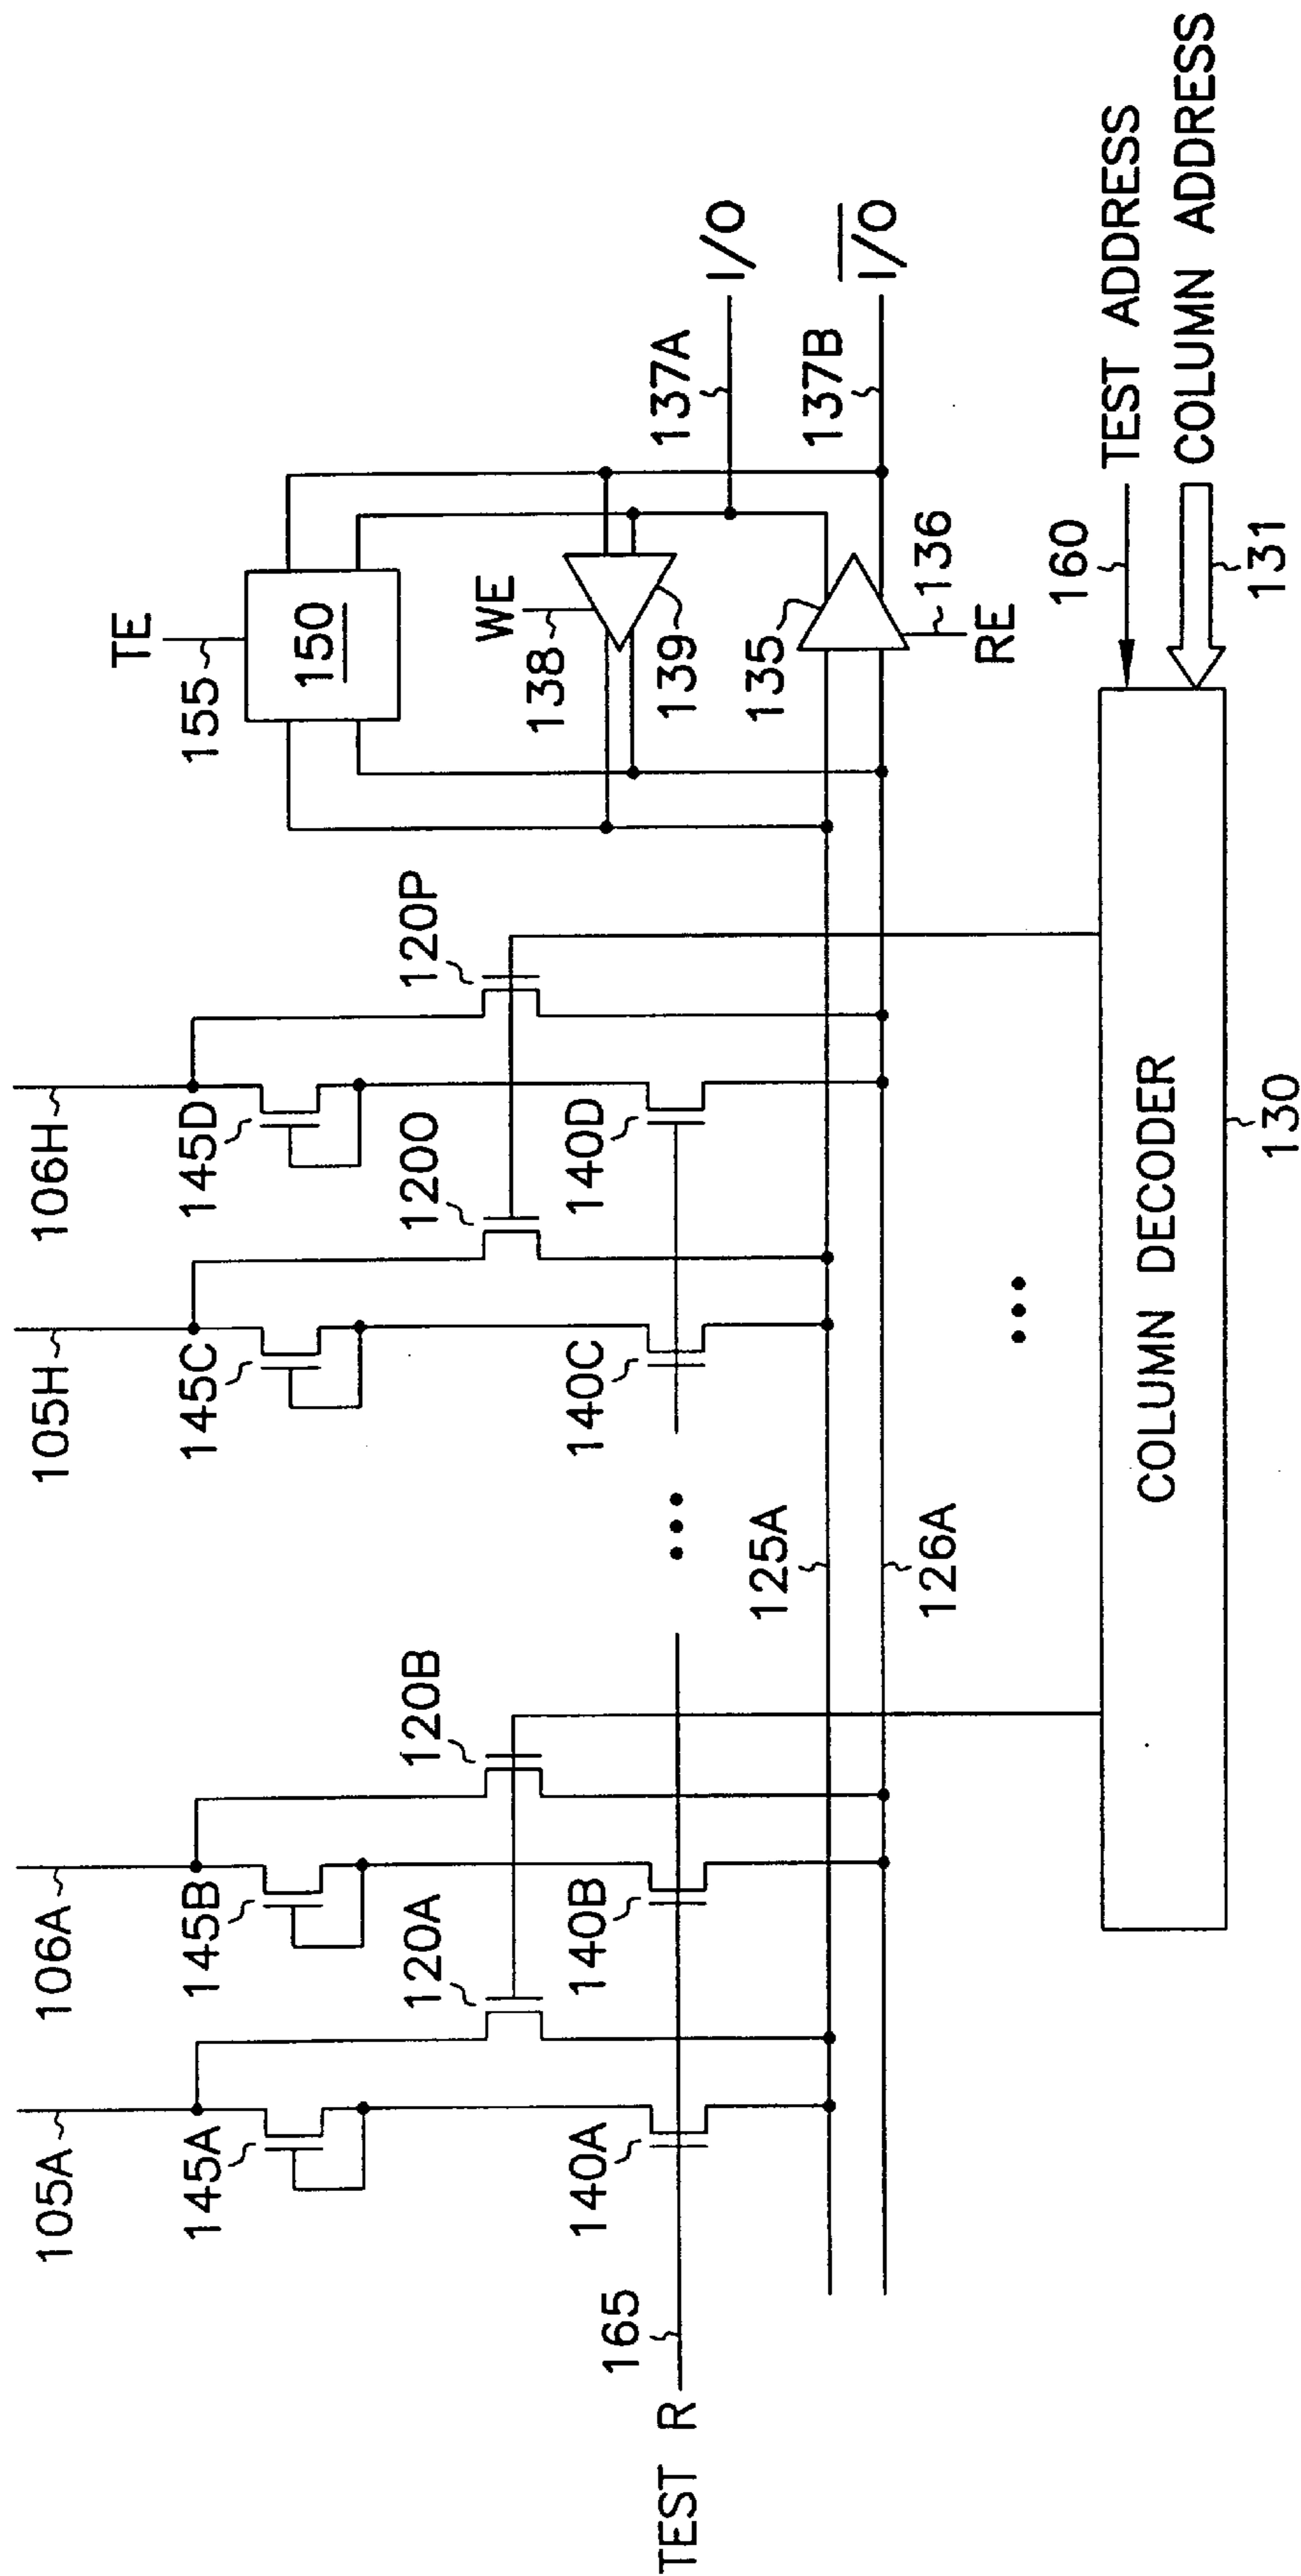 105A
106A
105H
106H
145A
145B
145C
145D
120A
120B
120O
120P
TE
155
150
WE
138
139
137A
I/O
140A
140B
140C
140D
TEST R
165
125A
126A
135
136
RE
137B
I/O
160
TEST ADDRESS
COLUMN ADDRESS
131
COLUMN DECODER
130